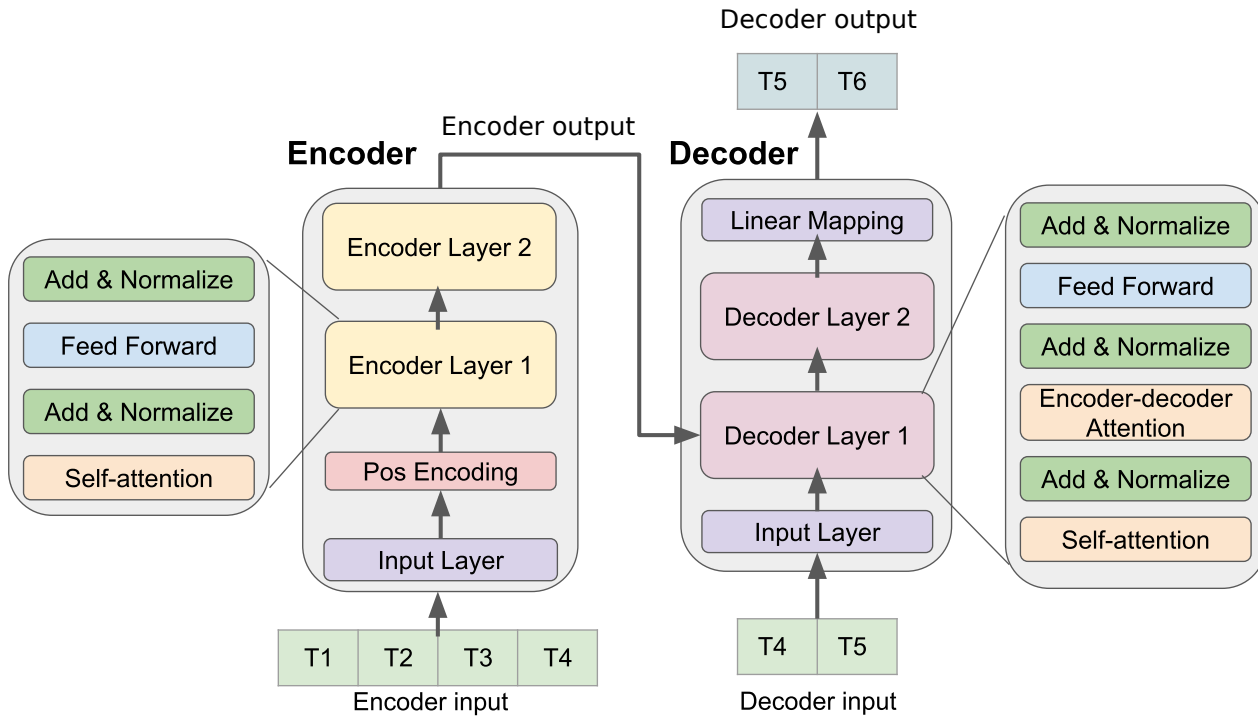 Decoder output
T5 T6
Encoder output
Encoder
Decoder
Add & Normalize
Feed Forward
Add & Normalize
Self-attention
Encoder Layer 2
Encoder Layer 1
Pos Encoding
Input Layer
T1 T2 T3 T4
Encoder input
Linear Mapping
Decoder Layer 2
Decoder Layer 1
Input Layer
T4 T5
Decoder input
Add & Normalize
Feed Forward
Add & Normalize
Encoder-decoder
Attention
Add & Normalize
Self-attention